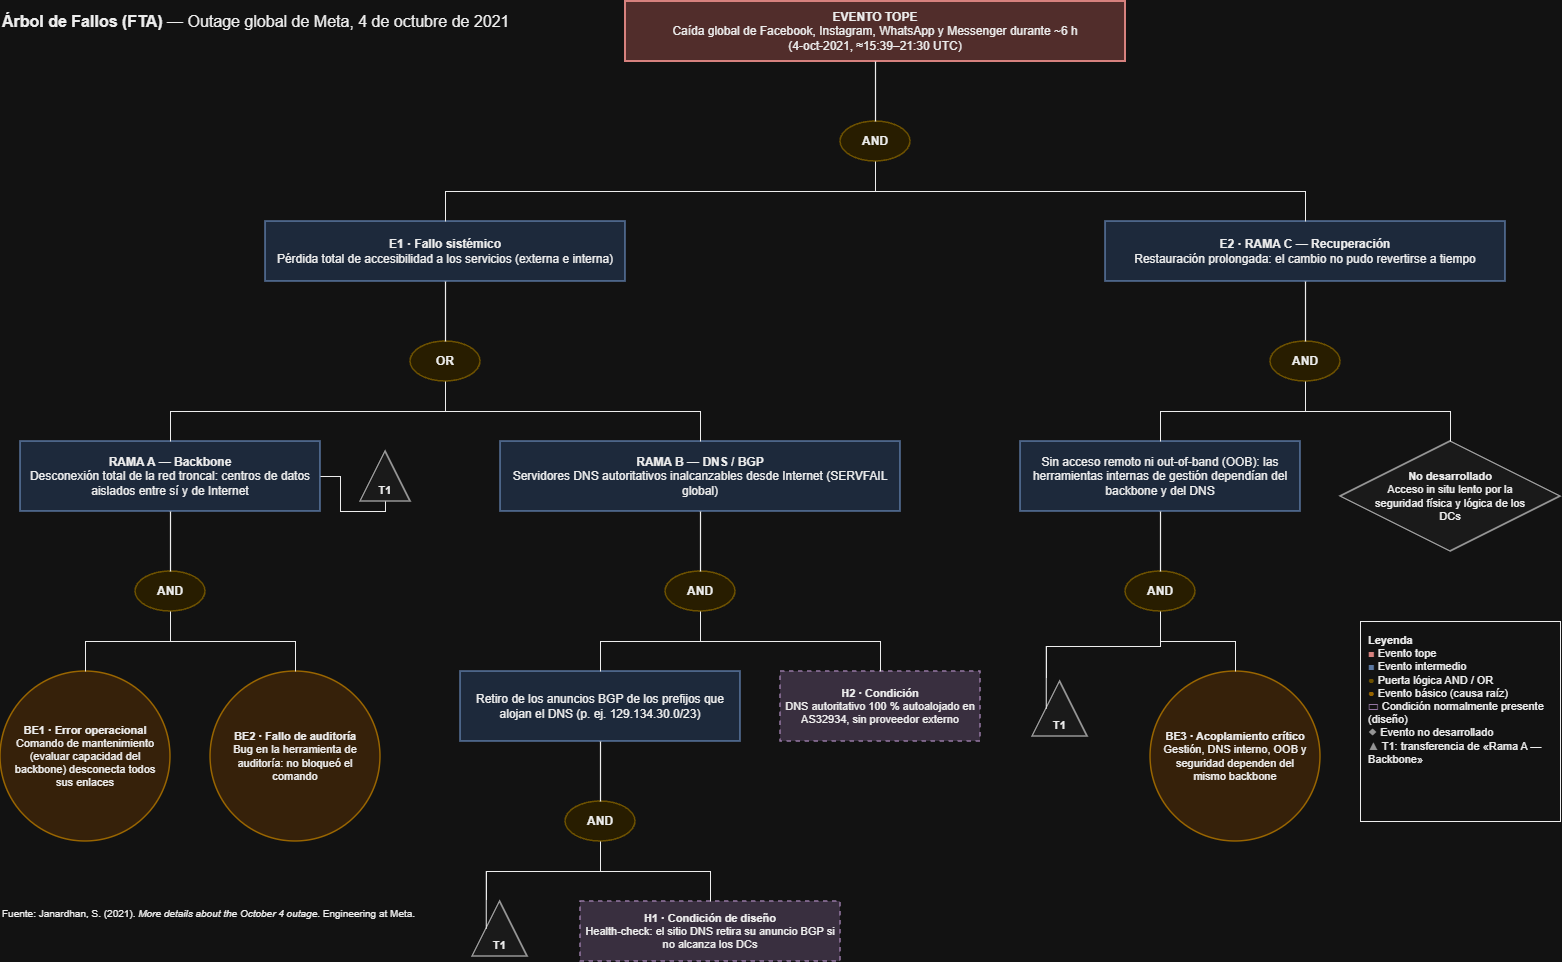 Árbol de Fallos (FTA) — Outage global de Meta, 4 de octubre de 2021
EVENTO TOPE
Caída global de Facebook, Instagram, WhatsApp y Messenger durante ~6 h
(4-oct-2021, ≈15:39–21:30 UTC)
AND
E1 · Fallo sistémico
Pérdida total de accesibilidad a los servicios (externa e interna)
E2 · RAMA C — Recuperación
Restauración prolongada: el cambio no pudo revertirse a tiempo
OR
AND
RAMA A — Backbone
Desconexión total de la red troncal: centros de datos
aislados entre sí y de Internet
T1
RAMA B — DNS / BGP
Servidores DNS autoritativos inalcanzables desde Internet (SERVFAIL
global)
Sin acceso remoto ni out-of-band (OOB): las
herramientas internas de gestión dependían del
backbone y del DNS
No desarrollado
Acceso in situ lento por la
seguridad física y lógica de los
DCs
AND
AND
AND
BE1 · Error operacional
Comando de mantenimiento
(evaluar capacidad del
backbone) desconecta todos
sus enlaces
BE2 · Fallo de auditoría
Bug en la herramienta de
auditoría: no bloqueó el
comando
Retiro de los anuncios BGP de los prefijos que
alojan el DNS (p. ej. 129.134.30.0/23)
H2 · Condición
DNS autoritativo 100 % autoalojado en
AS32934, sin proveedor externo
T1
BE3 · Acoplamiento crítico
Gestión, DNS interno, OOB y
seguridad dependen del
mismo backbone
Leyenda
Evento tope
Evento intermedio
Puerta lógica AND / OR
Evento básico (causa raíz)
Condición normalmente presente
(diseño)
Evento no desarrollado
T1: transferencia de «Rama A —
Backbone»
AND
T1
H1 · Condición de diseño
Health-check: el sitio DNS retira su anuncio BGP si
no alcanza los DCs
Fuente: Janardhan, S. (2021). More details about the October 4 outage. Engineering at Meta.